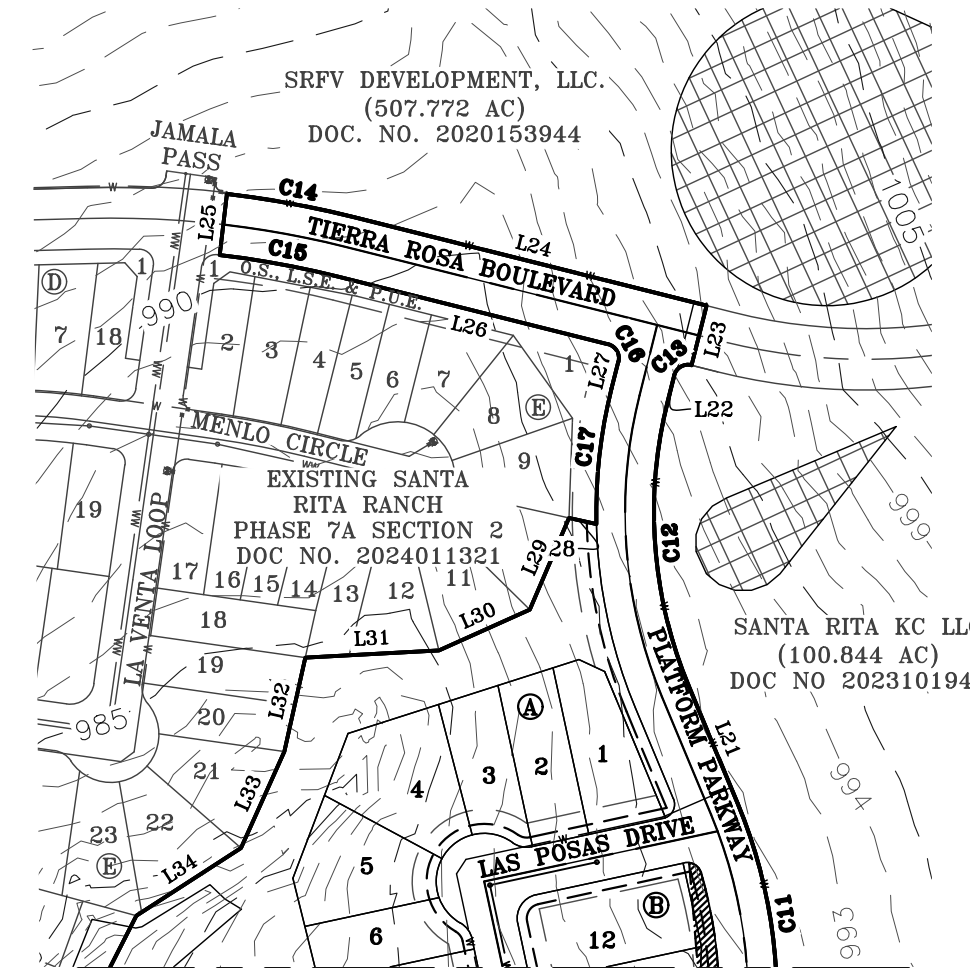 SRFV DEVELOPMENT, LLC.
(507.772 AC)
DOC. NO. 2020153944
JAMALA
PASS
C14
L25
TIERRA ROSA BOULEVARD
L24
C15
1005
D
1
1
O.S., L.S.E. & P.U.E.
990
L26
C16
C13
L23
7
18
2
3
4
5
6
7
8
1
L27
L22
E
MENLO CIRCLE
9
C17
EXISTING SANTA
RITA RANCH
PHASE 7A SECTION 2
DOC NO. 2024011321
19
LA VENTA LOOP
999
28
L29
C12
17
16
15
14
13
12
11
18
L30
L31
SANTA RITA KC LLC
(100.844 AC)
DOC NO 202310194
PLATFORM PARKWAY
19
L32
20
985
A
L21
21
4
3
2
1
994
L33
22
23
E
LAS POSAS DRIVE
L34
5
B
C11
6
12
993